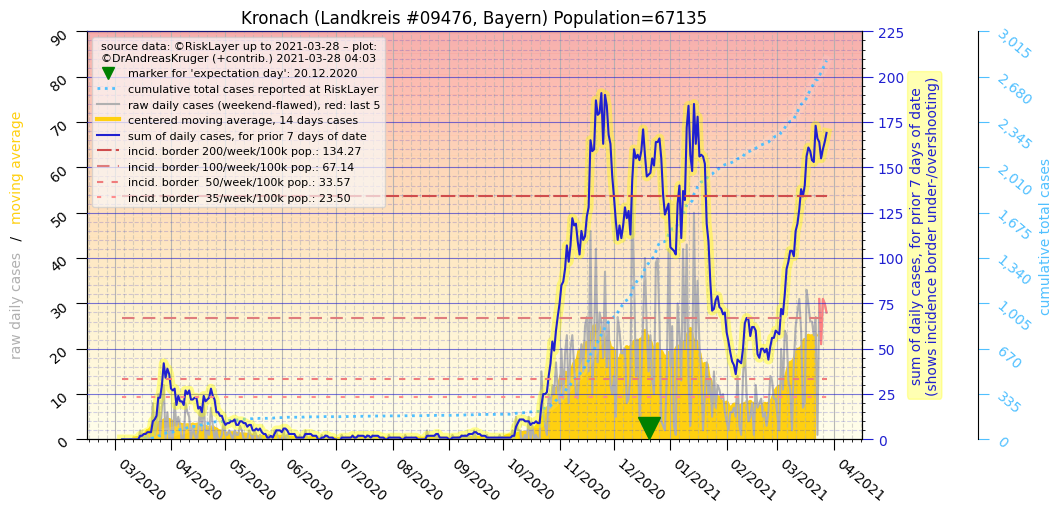 Kronach (Landkreis #09476, Bayern) Population=67135
source data: ©RiskLayer up to 2021-03-28 – plot:
©DrAndreasKruger (+contrib.) 2021-03-28 04:03
marker for 'expectation day': 20.12.2020
cumulative total cases reported at RiskLayer
raw daily cases (weekend-flawed), red: last 5
centered moving average, 14 days cases
sum of daily cases, for prior 7 days of date
incid. border 200/week/100k pop.: 134.27
incid. border 100/week/100k pop.: 67.14
incid. border  50/week/100k pop.: 33.57
incid. border  35/week/100k pop.: 23.50
raw daily cases / moving average
90
80
70
60
50
40
30
20
10
0
03/2020
04/2020
05/2020
06/2020
07/2020
08/2020
09/2020
10/2020
11/2020
12/2020
01/2021
02/2021
03/2021
04/2021
225
200
175
150
125
100
75
50
25
0
sum of daily cases, for prior 7 days of date
(shows incidence border under-/overshooting)
3,015
2,680
2,345
2,010
1,675
1,340
1,005
670
335
0
cumulative total cases